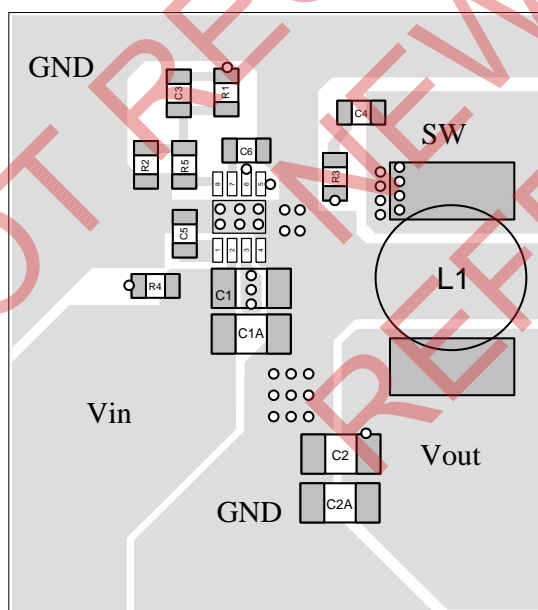 GND
C3
R1
C4
SW
C6
R2
R5
R3
8 7 6 5
C5
1 2 3 4
L1
R4
C1
C1A
Vin
C2
Vout
C2A
GND